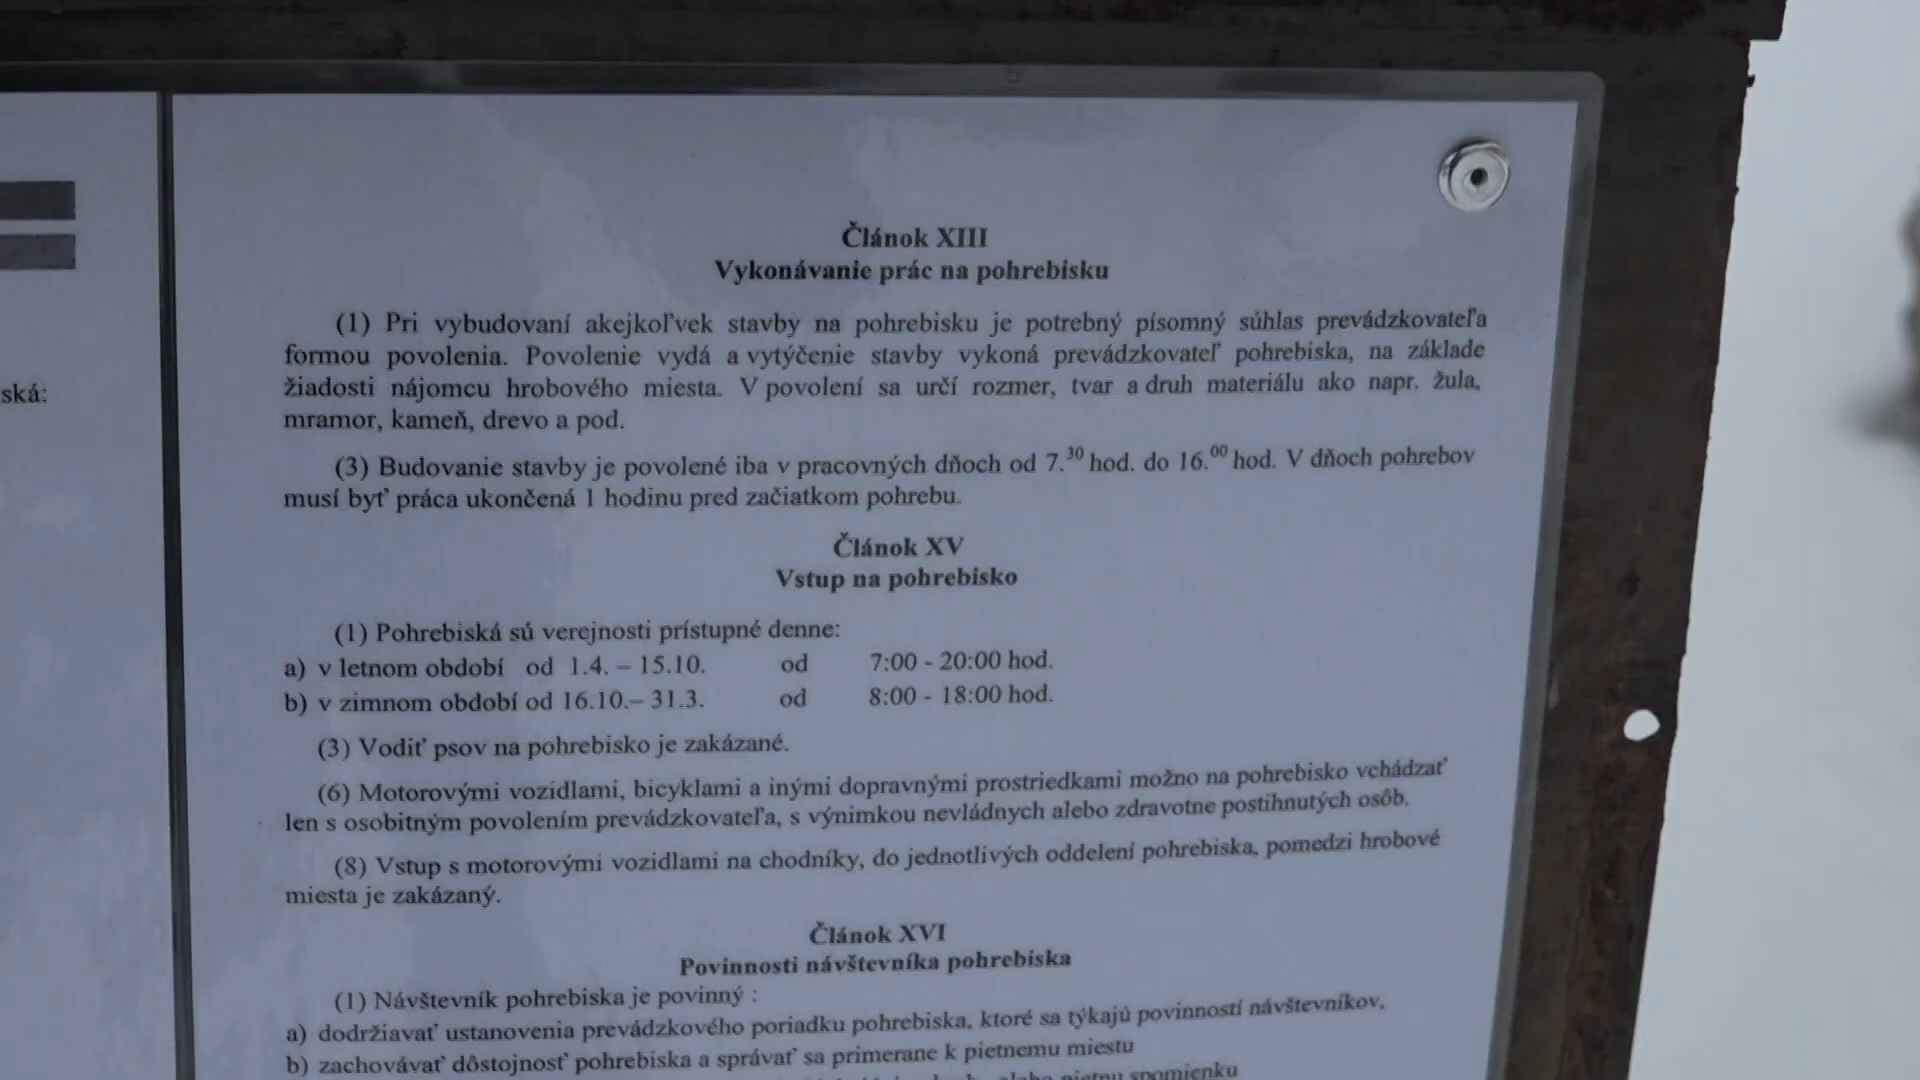 ská:
Článok XIII
Vykonávanie prác na pohrebisku
(1) Pri vybudovaní akejkoľvek stavby na pohrebisku je potrebný písomný súhlas prevádzkovateľa
formou povolenia. Povolenie vydá a vytýčenie stavby vykoná prevádzkovateľ pohrebiska, na základe
žiadosti nájomcu hrobového miesta. V povolení sa určí rozmer, tvar a druh materiálu ako napr. žula,
mramor, kameň, drevo a pod.
(3) Budovanie stavby je povolené iba v pracovných dňoch od 7.30 hod. do 16.00 hod. V dňoch pohrebov
musí byť práca ukončená 1 hodinu pred začiatkom pohrebu.
Článok XV
Vstup na pohrebisko
(1) Pohrebiská sú verejnosti prístupné denne:
a) v letnom období od 1.4. – 15.10. od 7:00 - 20:00 hod.
b) v zimnom období od 16.10.– 31.3. od 8:00 - 18:00 hod.
(3) Vodiť psov na pohrebisko je zakázané.
(6) Motorovými vozidlami, bicyklami a inými dopravnými prostriedkami možno na pohrebisko vchádzať
len s osobitným povolením prevádzkovateľa, s výnimkou nevládnych alebo zdravotne postihnutých osôb.
(8) Vstup s motorovými vozidlami na chodníky, do jednotlivých oddelení pohrebiska, pomedzi hrobové
miesta je zakázaný.
Článok XVI
Povinnosti návštevníka pohrebiska
(1) Návštevník pohrebiska je povinný :
a) dodržiavať ustanovenia prevádzkového poriadku pohrebiska, ktoré sa týkajú povinností návštevníkov,
b) zachovávať dôstojnosť pohrebiska a správať sa primerane k pietnemu miestu
alebo pietnu spomienku